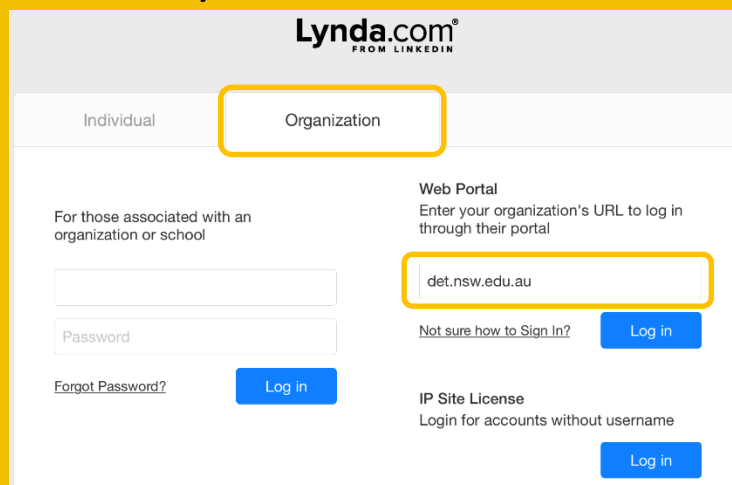 Lynda.com®
FROM LINKEDIN
Individual
Organization
For those associated with an
organization or school
Password
Forgot Password?
Log in
Web Portal
Enter your organization's URL to log in
through their portal
det.nsw.edu.au
Not sure how to Sign In?
Log in
IP Site License
Login for accounts without username
Log in